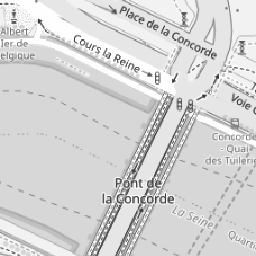 Place de la Concorde
Cours la Reine
Albert
Ier de
elgique
Voie G
Concorde
- Quai
des Tuilerie
Pont de
la Concorde
La Seine
Quarti